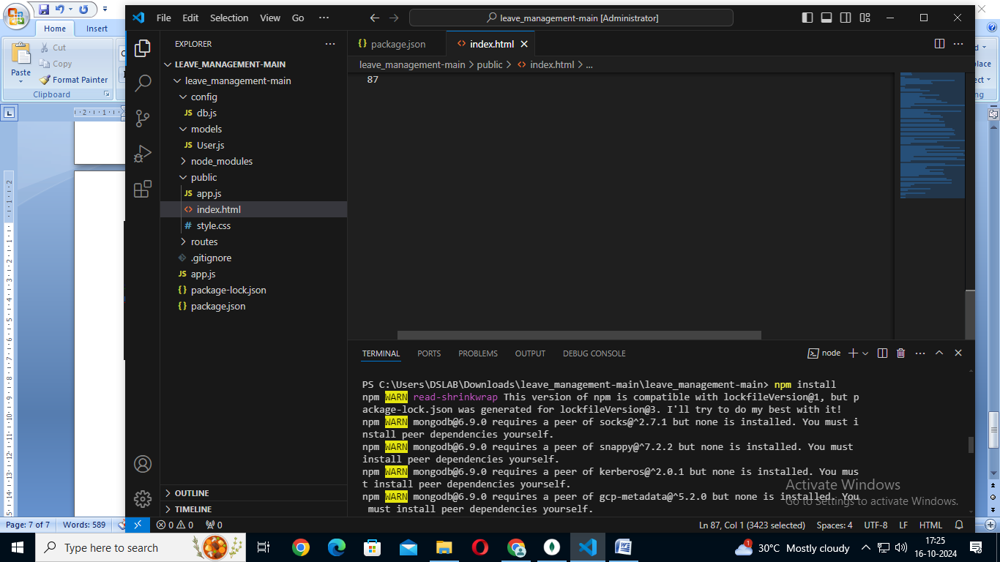 File Edit Selection View Go ···
leave_management-main [Administrator]
Home Insert
Cut
Copy
Format Painter
Paste
Clipboard
EXPLORER
LEAVE_MANAGEMENT-MAIN
leave_management-main
config
JS db.js
models
JS User.js
node_modules
public
JS app.js
<> index.html
# style.css
routes
.gitignore
JS app.js
{} package-lock.json
{} package.json
OUTLINE
TIMELINE
{} package.json <> index.html
leave_management-main > public > <> index.html > ...
87
TERMINAL PORTS PROBLEMS OUTPUT DEBUG CONSOLE
node
PS C:\Users\DSLAB\Downloads\leave_management-main\leave_management-main> npm install
npm WARN read-shrinkwrap This version of npm is compatible with lockfileVersion@1, but p
ackage-lock.json was generated for lockfileVersion@3. I'll try to do my best with it!
npm WARN mongodb@6.9.0 requires a peer of socks@^2.7.1 but none is installed. You must i
nstall peer dependencies yourself.
npm WARN mongodb@6.9.0 requires a peer of snappy@^7.2.2 but none is installed. You must
install peer dependencies yourself.
npm WARN mongodb@6.9.0 requires a peer of kerberos@^2.0.1 but none is installed. You mus
t install peer dependencies yourself.
npm WARN mongodb@6.9.0 requires a peer of gcp-metadata@^5.2.0 but none is installed. You
must install peer dependencies yourself.
Activate Windows
Go to Settings to activate Windows.
Page: 7 of 7 Words: 589
0 0 0
Ln 87, Col 1 (3423 selected) Spaces: 4 UTF-8 LF HTML
Type here to search
30°C Mostly cloudy
17:25
16-10-2024